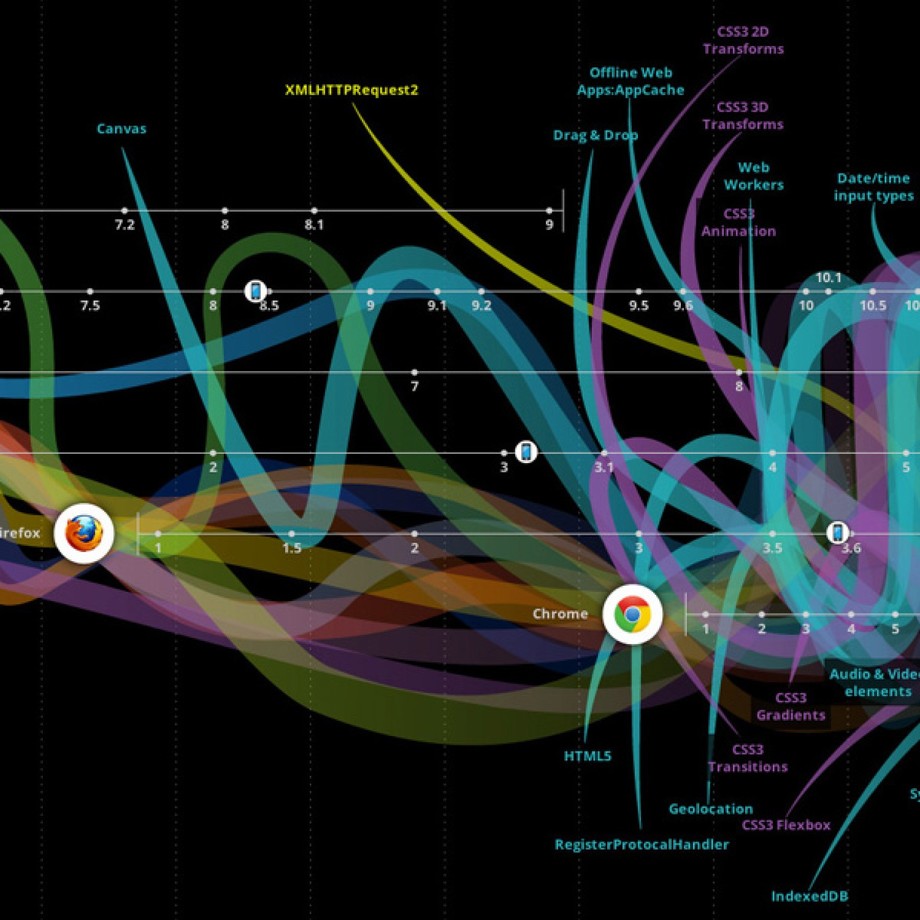 CSS3 2D
Transforms
Offline Web
Apps:AppCache
XMLHTTPRequest2
CSS3 3D
Transforms
Canvas
Drag & Drop
Web
Workers
Date/time
input types
CSS3
Animation
7.2 8 8.1 9
10.1
.2 7.5 8 8.5 9 9.1 9.2 9.5 9.6 10 10.5 10
7 8
2 3 3.1 4 5
irefox
1 1.5 2 3 3.5 3.6
Chrome
1 2 3 4 5
Audio & Video
elements
CSS3
Gradients
HTML5
CSS3
Transitions
Sy
Geolocation
CSS3 Flexbox
RegisterProtocalHandler
IndexedDB